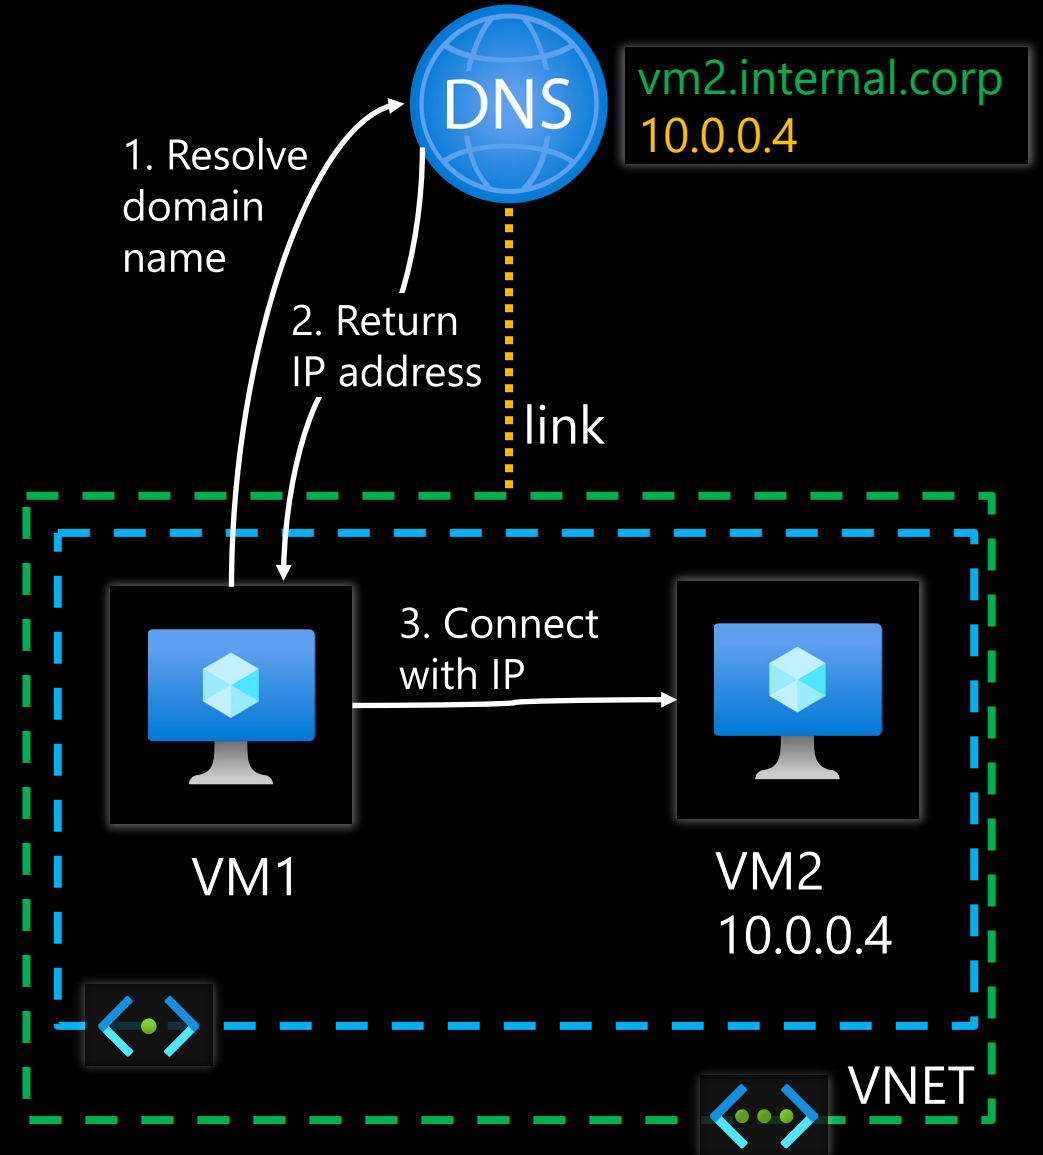 DNS
vm2.internal.corp
10.0.0.4
1. Resolve
domain
name
2. Return
IP address
link
3. Connect
with IP
VM1
VM2
10.0.0.4
VNET